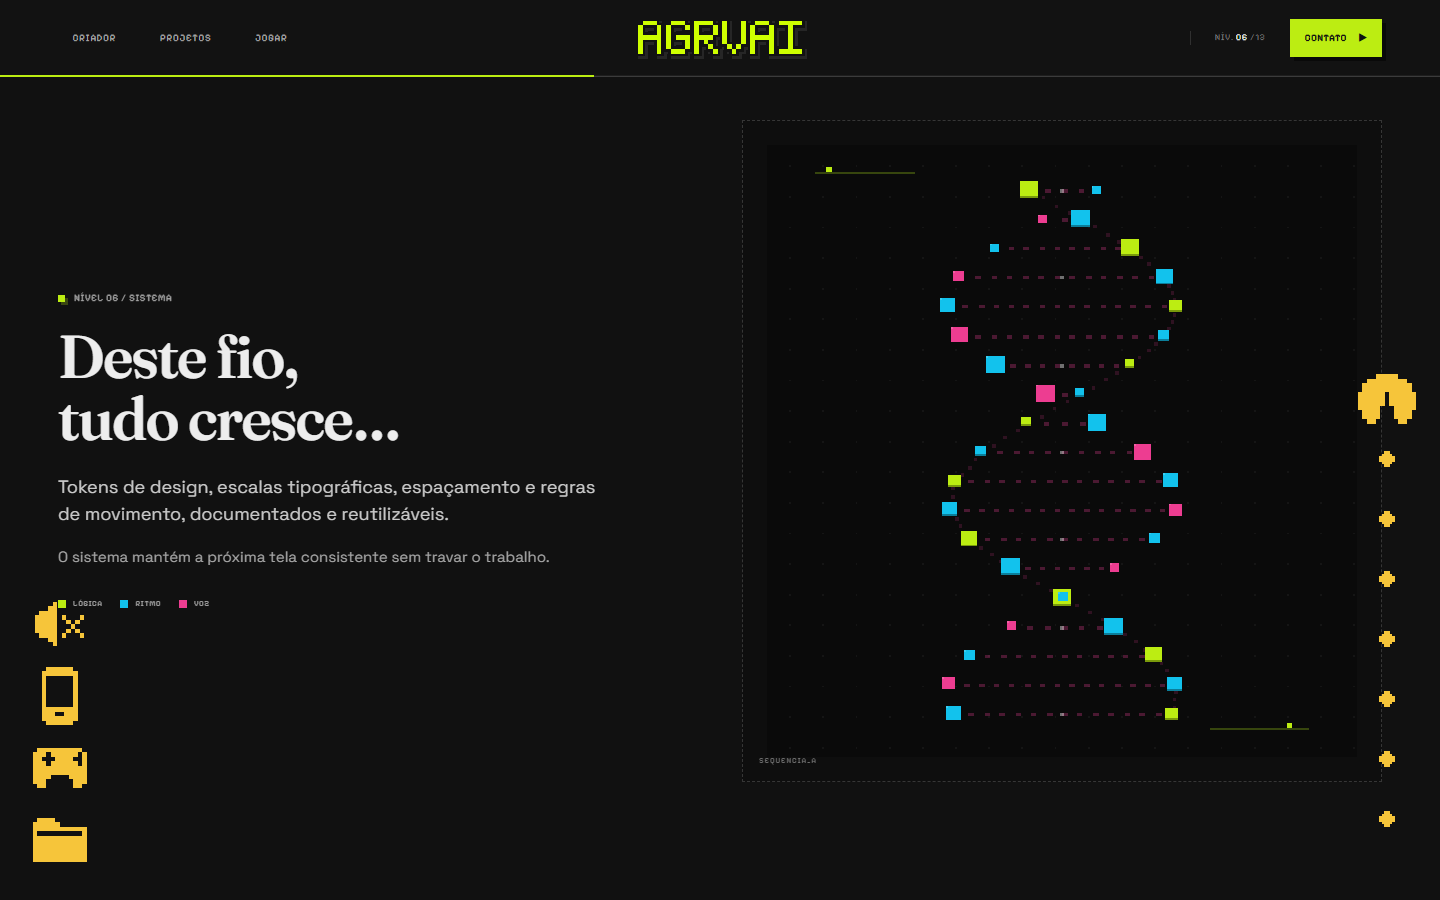 CRIADOR
PROJETOS
JOGAR
AGRVAI
NÍV. 06 /13
CONTATO
NÍVEL 06 / SISTEMA
Deste fio,
tudo cresce...
Tokens de design, escalas tipográficas, espaçamento e regras
de movimento, documentados e reutilizáveis.
O sistema mantém a próxima tela consistente sem travar o trabalho.
LÓGICA
RITMO
VOZ
SEQUENCIA_A